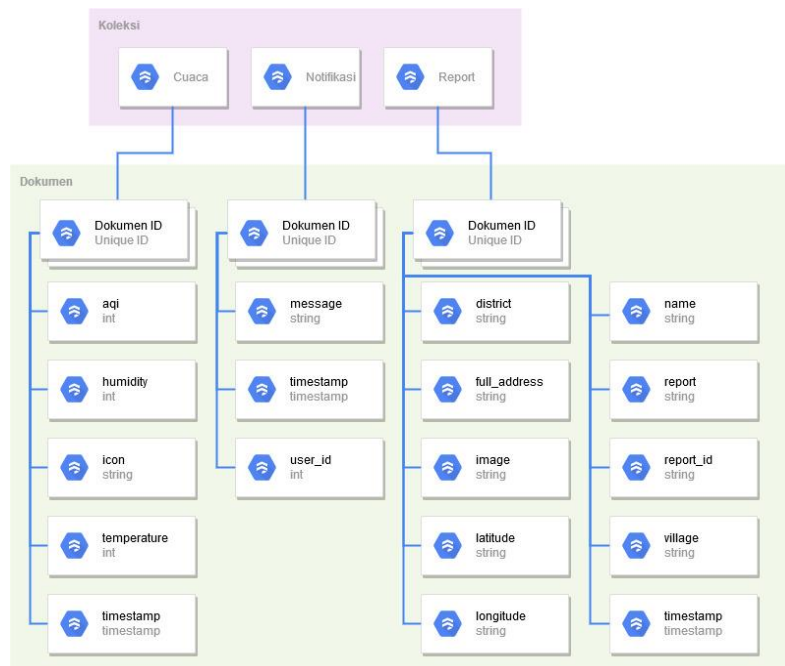 Koleksi
Cuaca
Notifikasi
Report
Dokumen
Dokumen ID
Unique ID
aqi
int
humidity
int
icon
string
temperature
int
timestamp
timestamp
Dokumen ID
Unique ID
message
string
timestamp
timestamp
user_id
int
Dokumen ID
Unique ID
district
string
full_address
string
image
string
latitude
string
longitude
string
name
string
report
string
report_id
string
village
string
timestamp
timestamp